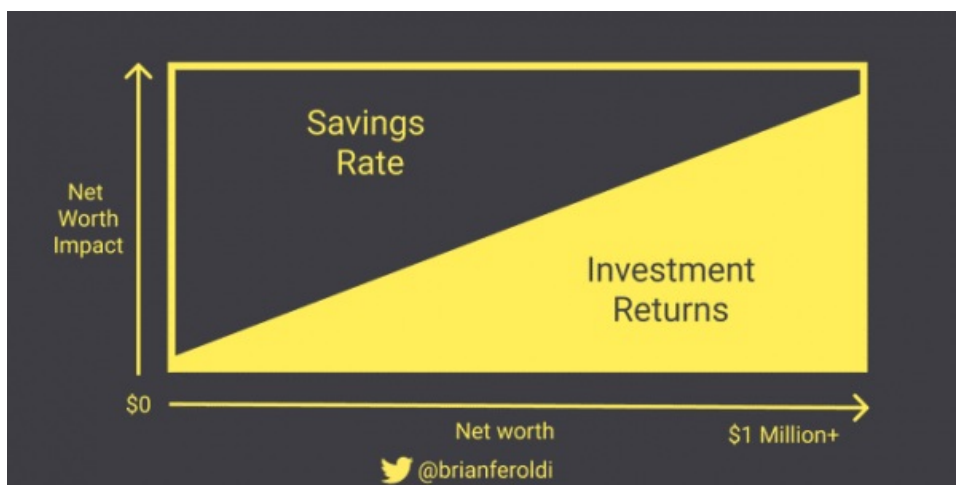 Savings
Rate
Net
Worth
Impact
Investment
Returns
$0
Net worth
$1 Million+
@brianferoldi